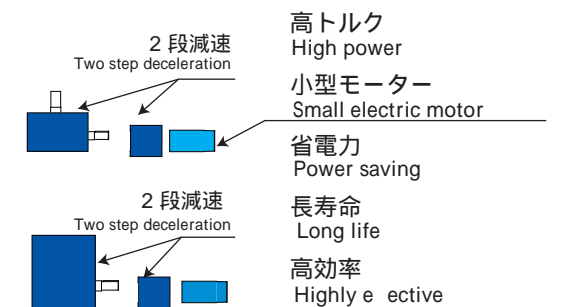 2 段減速
Two step deceleration
高トルク
High power
小型モーター
Small electric motor
省電力
Power saving
2 段減速
Two step deceleration
長寿命
Long life
高効率
Highly e ective